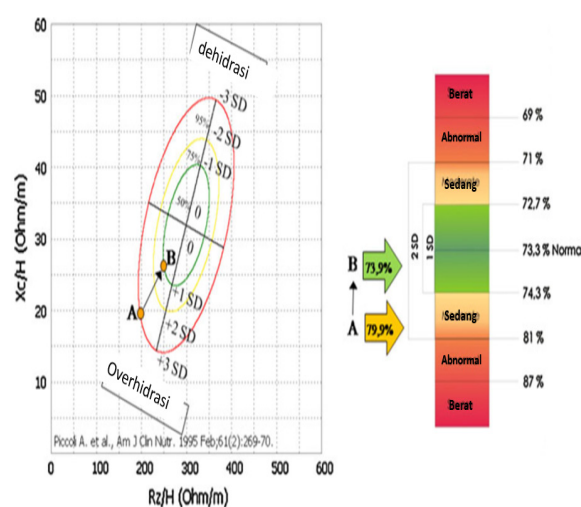 60
50
40
30
20
10
Xc/H (Ohm/m)
dehidrasi
-3 SD
95%
-2 SD
75%
-1 SD
50%
0
0
B
A
+1 SD
+2 SD
+3 SD
Overhidrasi
Piccoli A. et al., Am J Clin Nutr. 1995 Feb;61(2):269-70.
0 100 200 300 400 500 600
Rz/H (Ohm/m)
B
73,9%
A
79,9%
2 SD
1 SD
Berat
69 %
Abnormal
71 %
Sedang
72,7%
73,3% Normo
74,3%
Sedang
81 %
Abnormal
87 %
Berat